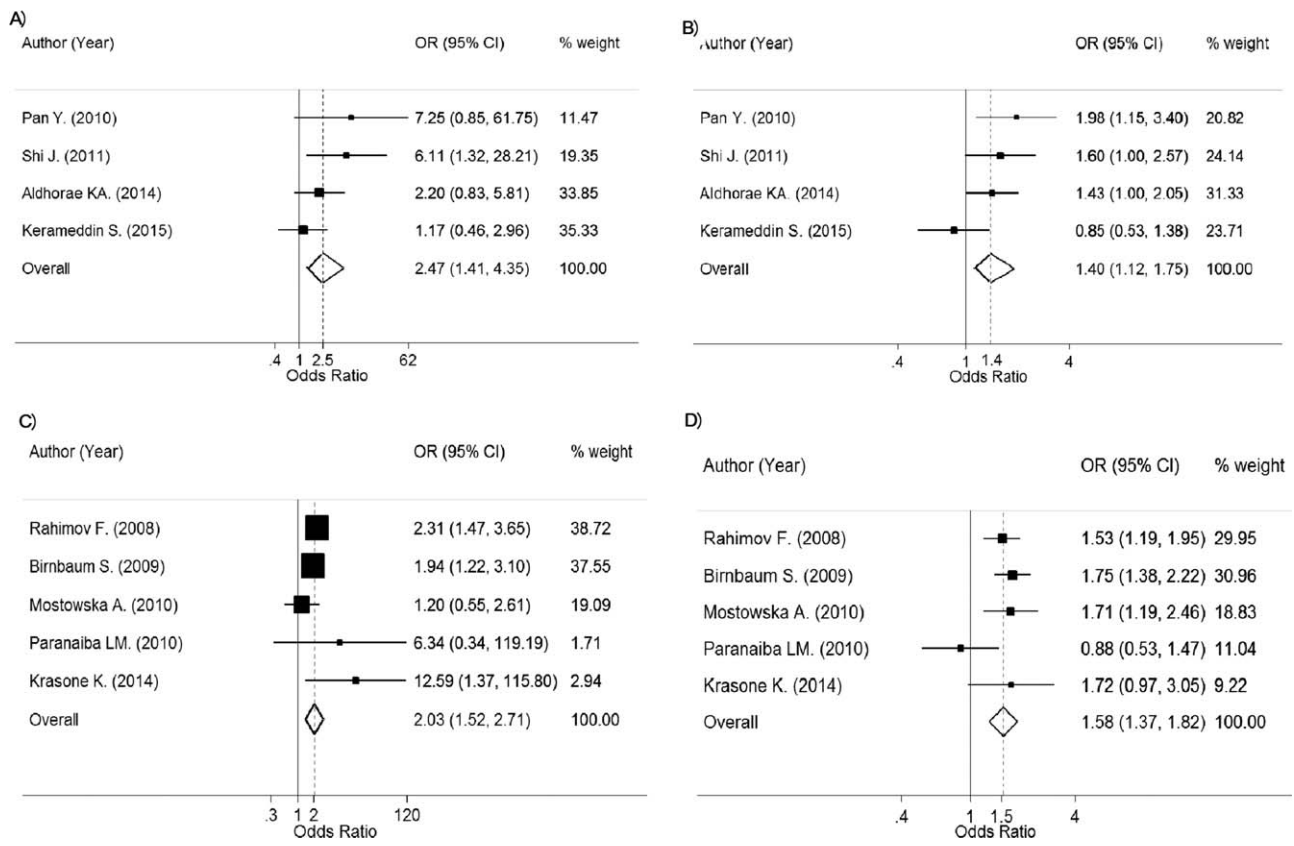 A)
Author (Year) OR (95% CI) % weight
Pan Y. (2010) 7.25 (0.85, 61.75) 11.47
Shi J. (2011) 6.11 (1.32, 28.21) 19.35
Aldhorae KA. (2014) 2.20 (0.83, 5.81) 33.85
Kerameddin S. (2015) 1.17 (0.46, 2.96) 35.33
Overall 2.47 (1.41, 4.35) 100.00
.4 1 2.5 62
Odds Ratio
B)
Author (Year) OR (95% CI) % weight
Pan Y. (2010) 1.98 (1.15, 3.40) 20.82
Shi J. (2011) 1.60 (1.00, 2.57) 24.14
Aldhorae KA. (2014) 1.43 (1.00, 2.05) 31.33
Kerameddin S. (2015) 0.85 (0.53, 1.38) 23.71
Overall 1.40 (1.12, 1.75) 100.00
.4 1 1.4 4
Odds Ratio
C)
Author (Year) OR (95% CI) % weight
Rahimov F. (2008) 2.31 (1.47, 3.65) 38.72
Birnbaum S. (2009) 1.94 (1.22, 3.10) 37.55
Mostowska A. (2010) 1.20 (0.55, 2.61) 19.09
Paranaiba LM. (2010) 6.34 (0.34, 119.19) 1.71
Krasone K. (2014) 12.59 (1.37, 115.80) 2.94
Overall 2.03 (1.52, 2.71) 100.00
.3 1 2 120
Odds Ratio
D)
Author (Year) OR (95% CI) % weight
Rahimov F. (2008) 1.53 (1.19, 1.95) 29.95
Birnbaum S. (2009) 1.75 (1.38, 2.22) 30.96
Mostowska A. (2010) 1.71 (1.19, 2.46) 18.83
Paranaiba LM. (2010) 0.88 (0.53, 1.47) 11.04
Krasone K. (2014) 1.72 (0.97, 3.05) 9.22
Overall 1.58 (1.37, 1.82) 100.00
.4 1 1.5 4
Odds Ratio